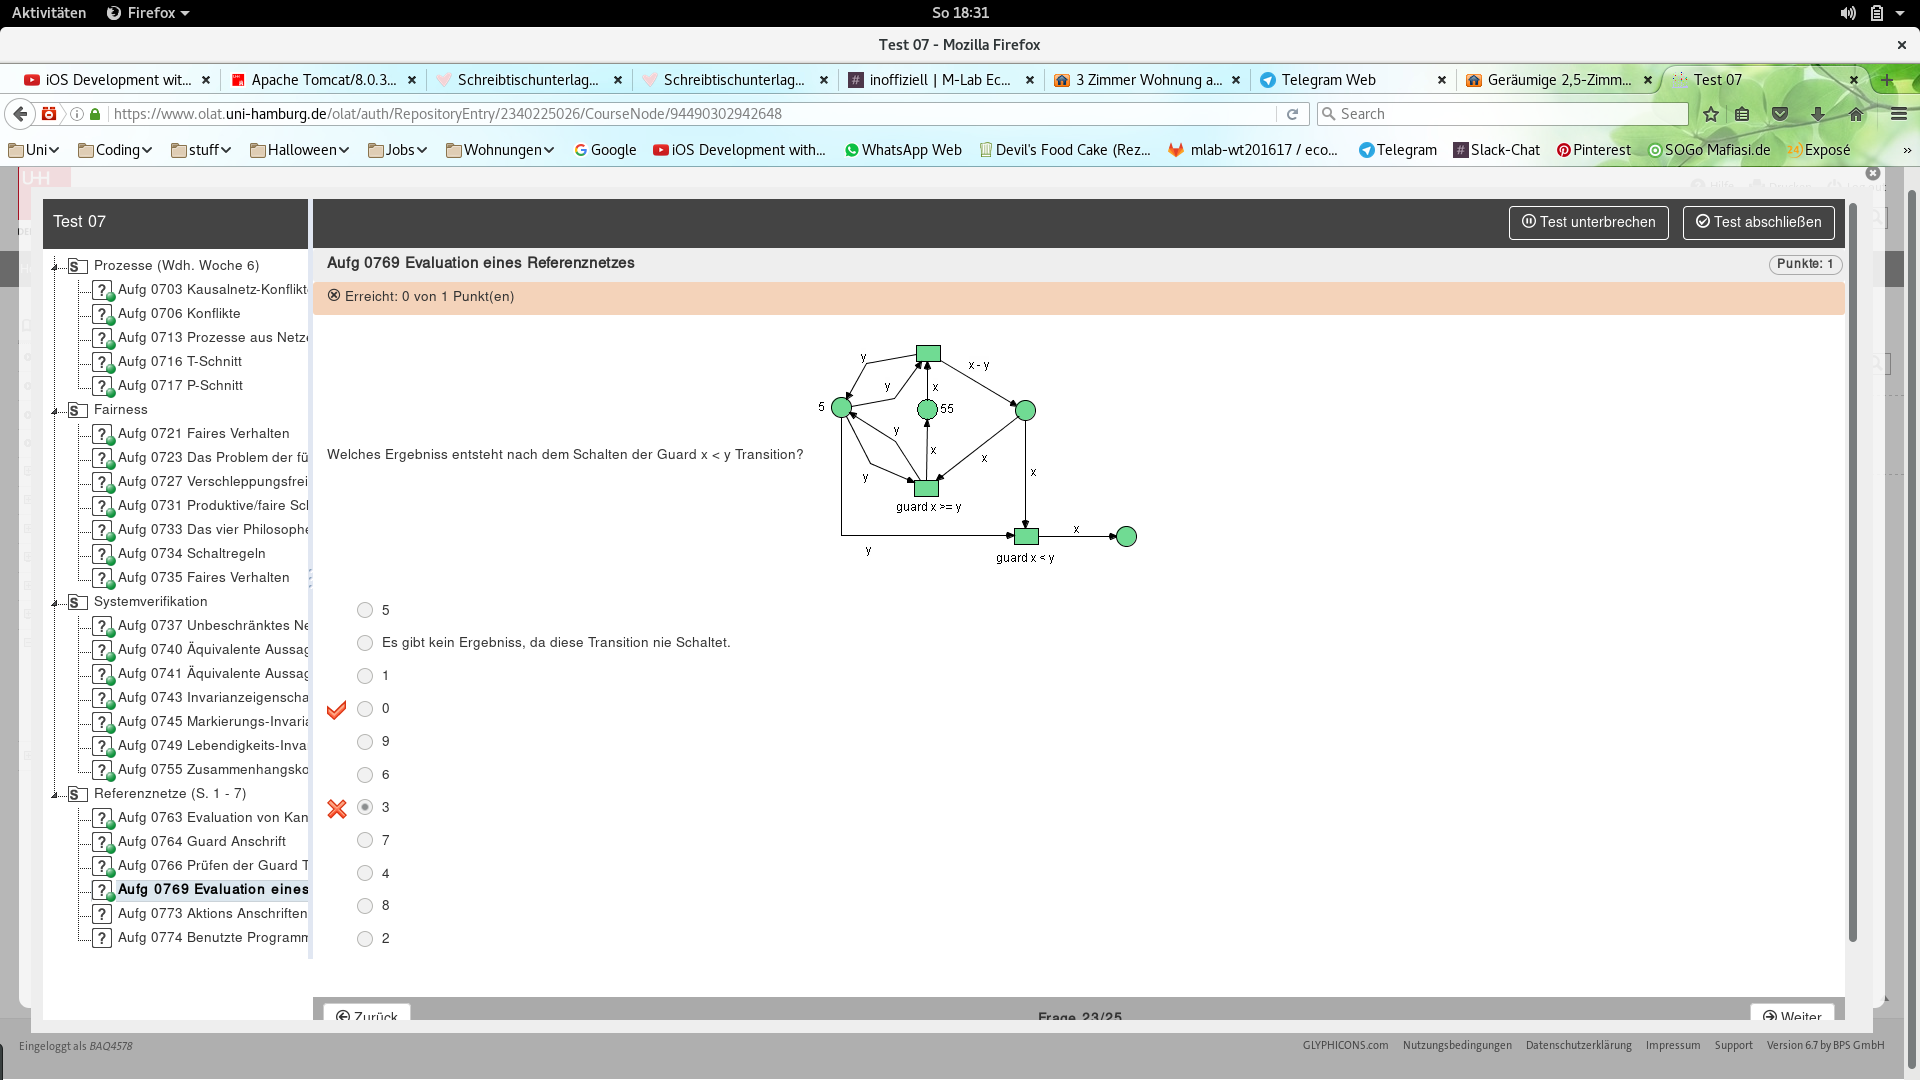 Aktivitäten
Firefox
So 18:31
Test 07 - Mozilla Firefox
iOS Development wit...
Apache Tomcat/8.0.3...
Schreibtischunterlag...
Schreibtischunterlag...
inoffiziell | M-Lab Ec...
3 Zimmer Wohnung a...
Telegram Web
Geräumige 2,5-Zimm...
Test 07
https://www.olat.uni-hamburg.de/olat/auth/RepositoryEntry/2340225026/CourseNode/94490302942648
Search
Uni
Coding
stuff
Halloween
Jobs
Wohnungen
Google
iOS Development with...
WhatsApp Web
Devil's Food Cake (Rez...
mlab-wt201617 / eco...
Telegram
Slack-Chat
Pinterest
SOGo Mafiasi.de
Exposé
»
Test 07
Test unterbrechen
Test abschließen
Prozesse (Wdh. Woche 6)
Aufg 0703 Kausalnetz-Konflikt
Aufg 0706 Konflikte
Aufg 0713 Prozesse aus Netz
Aufg 0716 T-Schnitt
Aufg 0717 P-Schnitt
Fairness
Aufg 0721 Faires Verhalten
Aufg 0723 Das Problem der fü
Aufg 0727 Verschleppungsfrei
Aufg 0731 Produktive/faire Scl
Aufg 0733 Das vier Philosophe
Aufg 0734 Schaltregeln
Aufg 0735 Faires Verhalten
Systemverifikation
Aufg 0737 Unbeschränktes Ne
Aufg 0740 Äquivalente Aussag
Aufg 0741 Äquivalente Aussag
Aufg 0743 Invarianzeigenscha
Aufg 0745 Markierungs-Invaria
Aufg 0749 Lebendigkeits-Inva
Aufg 0755 Zusammenhangsko
Referenznetze (S. 1 - 7)
Aufg 0763 Evaluation von Kan
Aufg 0764 Guard Anschrift
Aufg 0766 Prüfen der Guard T
Aufg 0769 Evaluation eines
Aufg 0773 Aktions Anschriften
Aufg 0774 Benutzte Programm
Aufg 0769 Evaluation eines Referenznetzes
Punkte: 1
Erreicht: 0 von 1 Punkt(en)
Welches Ergebniss entsteht nach dem Schalten der Guard x < y Transition?
y
x - y
y
x
5
55
y
x
x
y
x
guard x >= y
x
y
guard x < y
5
Es gibt kein Ergebniss, da diese Transition nie Schaltet.
1
0
9
6
3
7
4
8
2
Zurück
Frage 23/25
Weiter
Eingeloggt als BAQ4578
GLYPHICONS.com
Nutzungsbedingungen
Datenschutzerklärung
Impressum
Support
Version 6.7 by BPS GmbH